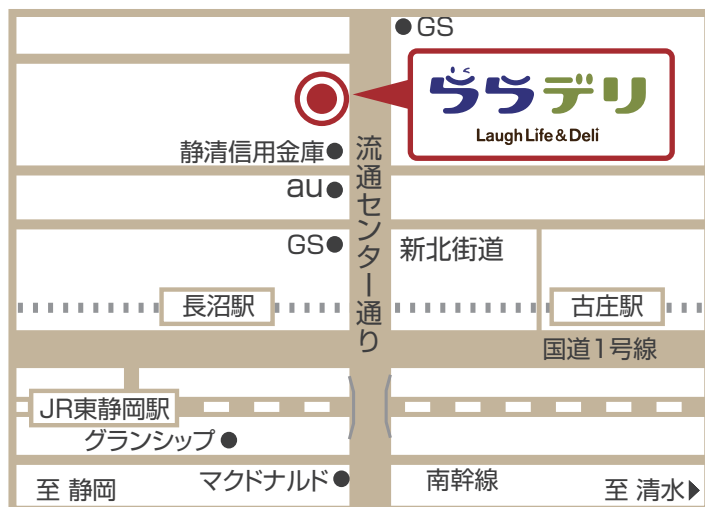 GS
ららデリ
Laugh Life & Deli
静清信用金庫
au
流通センター通り
GS
新北街道
長沼駅
古庄駅
国道1号線
JR東静岡駅
グランシップ
マクドナルド
南幹線
至 静岡
至 清水